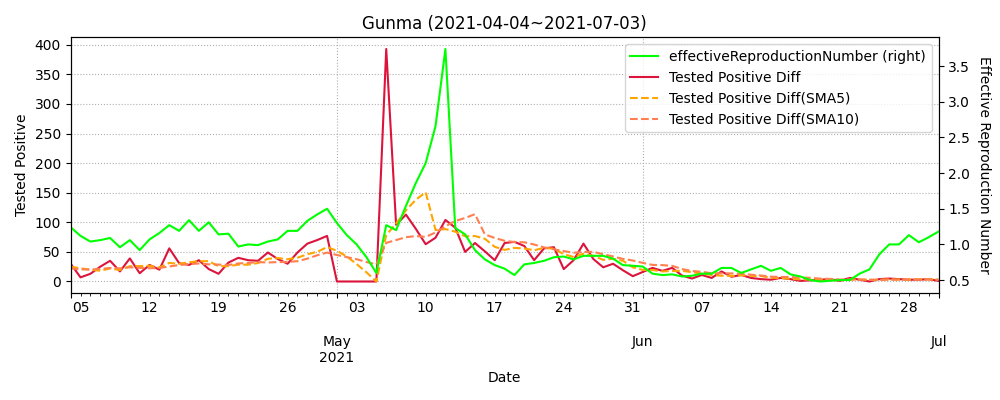 Gunma (2021-04-04~2021-07-03)
effectiveReproductionNumber (right)
Tested Positive Diff
Tested Positive Diff(SMA5)
Tested Positive Diff(SMA10)
Tested Positive
400
350
300
250
200
150
100
50
0
Effective Reproduction Number
3.5
3.0
2.5
2.0
1.5
1.0
0.5
05 12 19 26 03 10 17 24 31 07 14 21 28
May Jun Jul
2021
Date